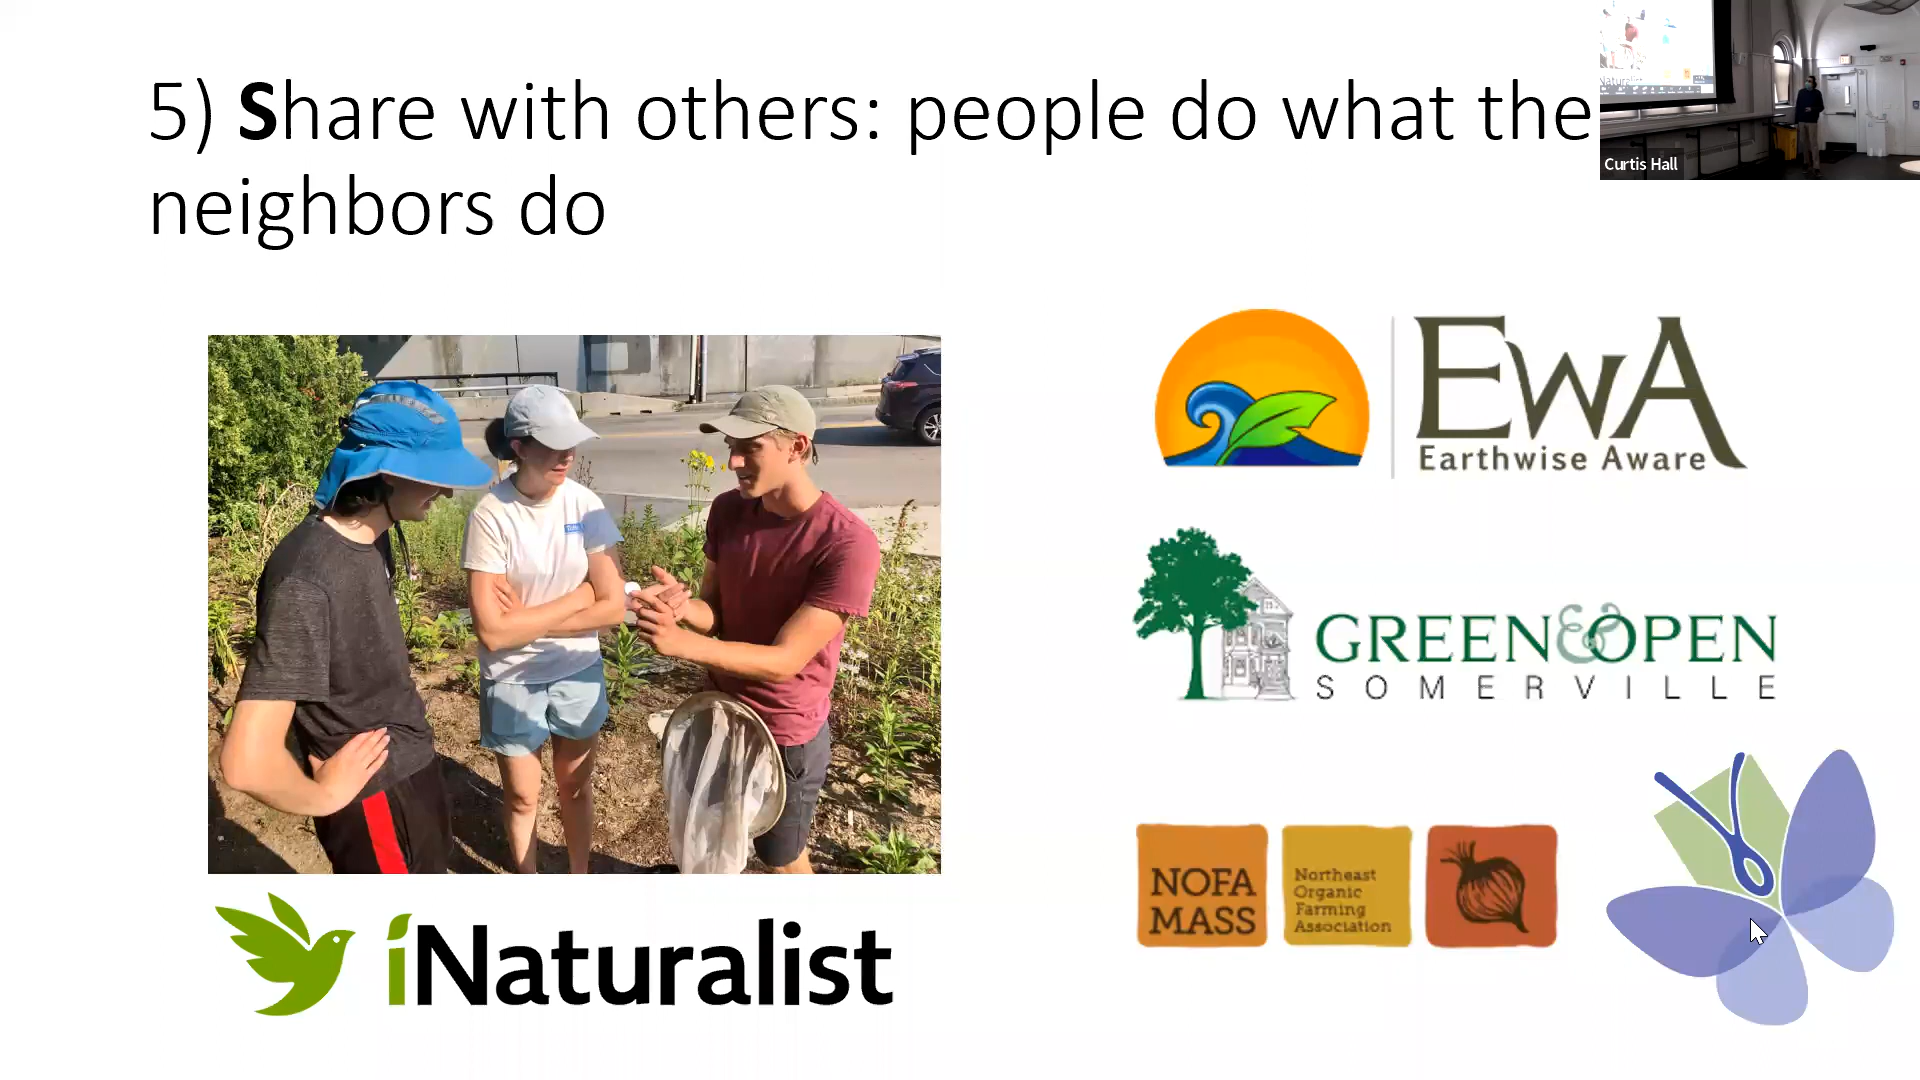 5) Share with others: people do what the
neighbors do
Curtis Hall
EwA
Earthwise Aware
GREEN & OPEN
SOMERVILLE
NOFA
MASS
Northeast
Organic
Farming
Association
iNaturalist